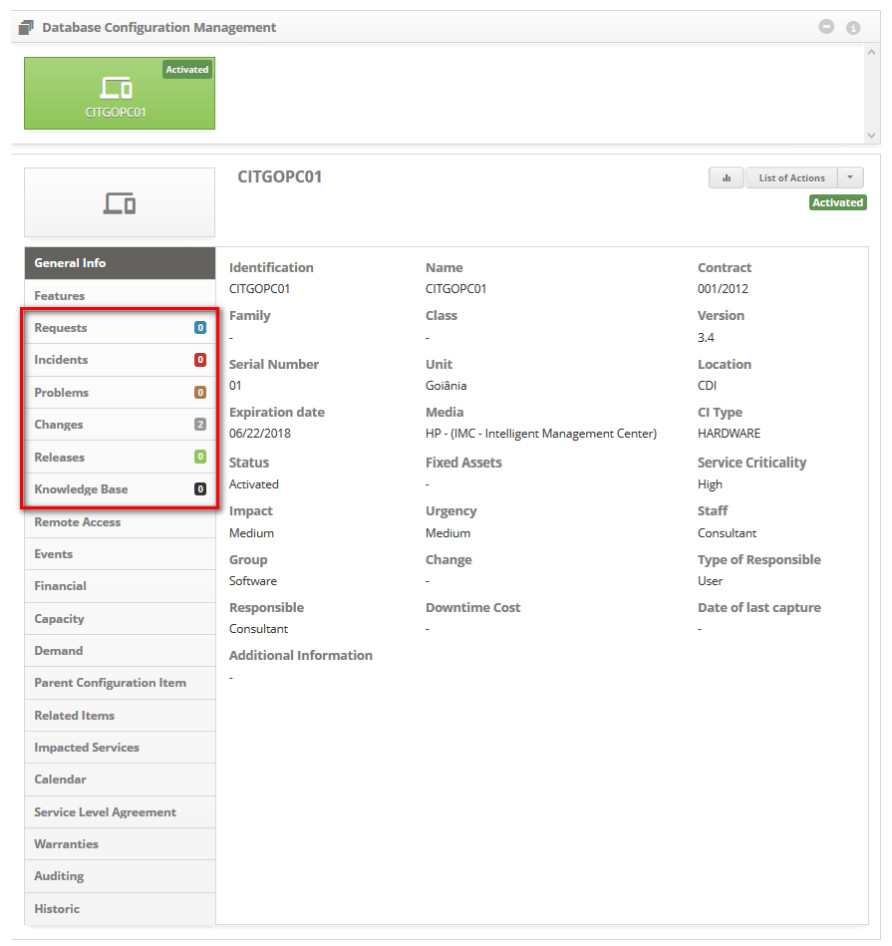 Database Configuration Management
Activated
CITGOPC01
CITGOPC01
List of Actions
Activated
General Info
Features
Requests 0
Incidents 0
Problems 0
Changes 2
Releases 0
Knowledge Base 0
Remote Access
Events
Financial
Capacity
Demand
Parent Configuration Item
Related Items
Impacted Services
Calendar
Service Level Agreement
Warranties
Auditing
Historic
Identification Name Contract
CITGOPC01 CITGOPC01 001/2012
Family Class Version
- - 3.4
Serial Number Unit Location
01 Goiânia CDI
Expiration date Media CI Type
06/22/2018 HP - (IMC - Intelligent Management Center) HARDWARE
Status Fixed Assets Service Criticality
Activated - High
Impact Urgency Staff
Medium Medium Consultant
Group Change Type of Responsible
Software - User
Responsible Downtime Cost Date of last capture
Consultant - -
Additional Information
-